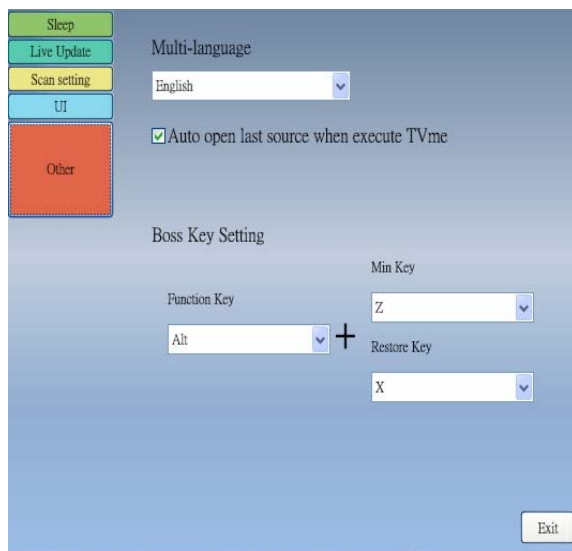 Sleep
Live Update
Scan setting
UI
Other
Multi-language
English
Auto open last source when execute TVme
Boss Key Setting
Function Key
Alt
+
Min Key
Z
Restore Key
X
Exit